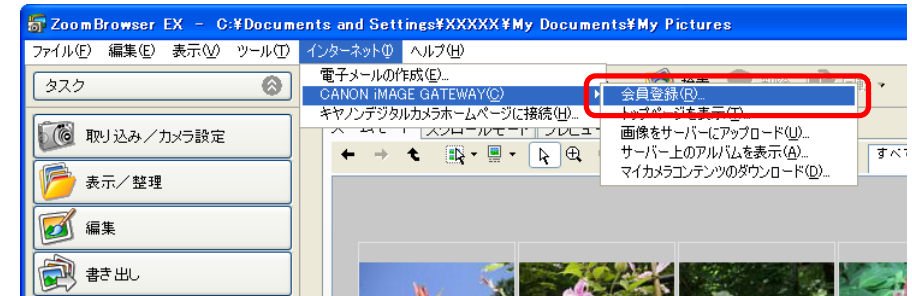 ZoomBrowser EX - C:¥Documents and Settings¥XXXXX¥My Documents¥My Pictures
ファイル(F) 編集(E) 表示(V) ツール(T) インターネット(I) ヘルプ(H)
タスク
電子メールの作成(E)...
CANON iMAGE GATEWAY(C)
キヤノンデジタルカメラホームページに接続(H)...
会員登録(R)...
トップページを表示(T)...
画像をサーバーにアップロード(U)...
サーバー上のアルバムを表示(A)...
マイカメラコンテンツのダウンロード(D)...
スクロールモード
すべて
取り込み／カメラ設定
表示／整理
編集
書き出し